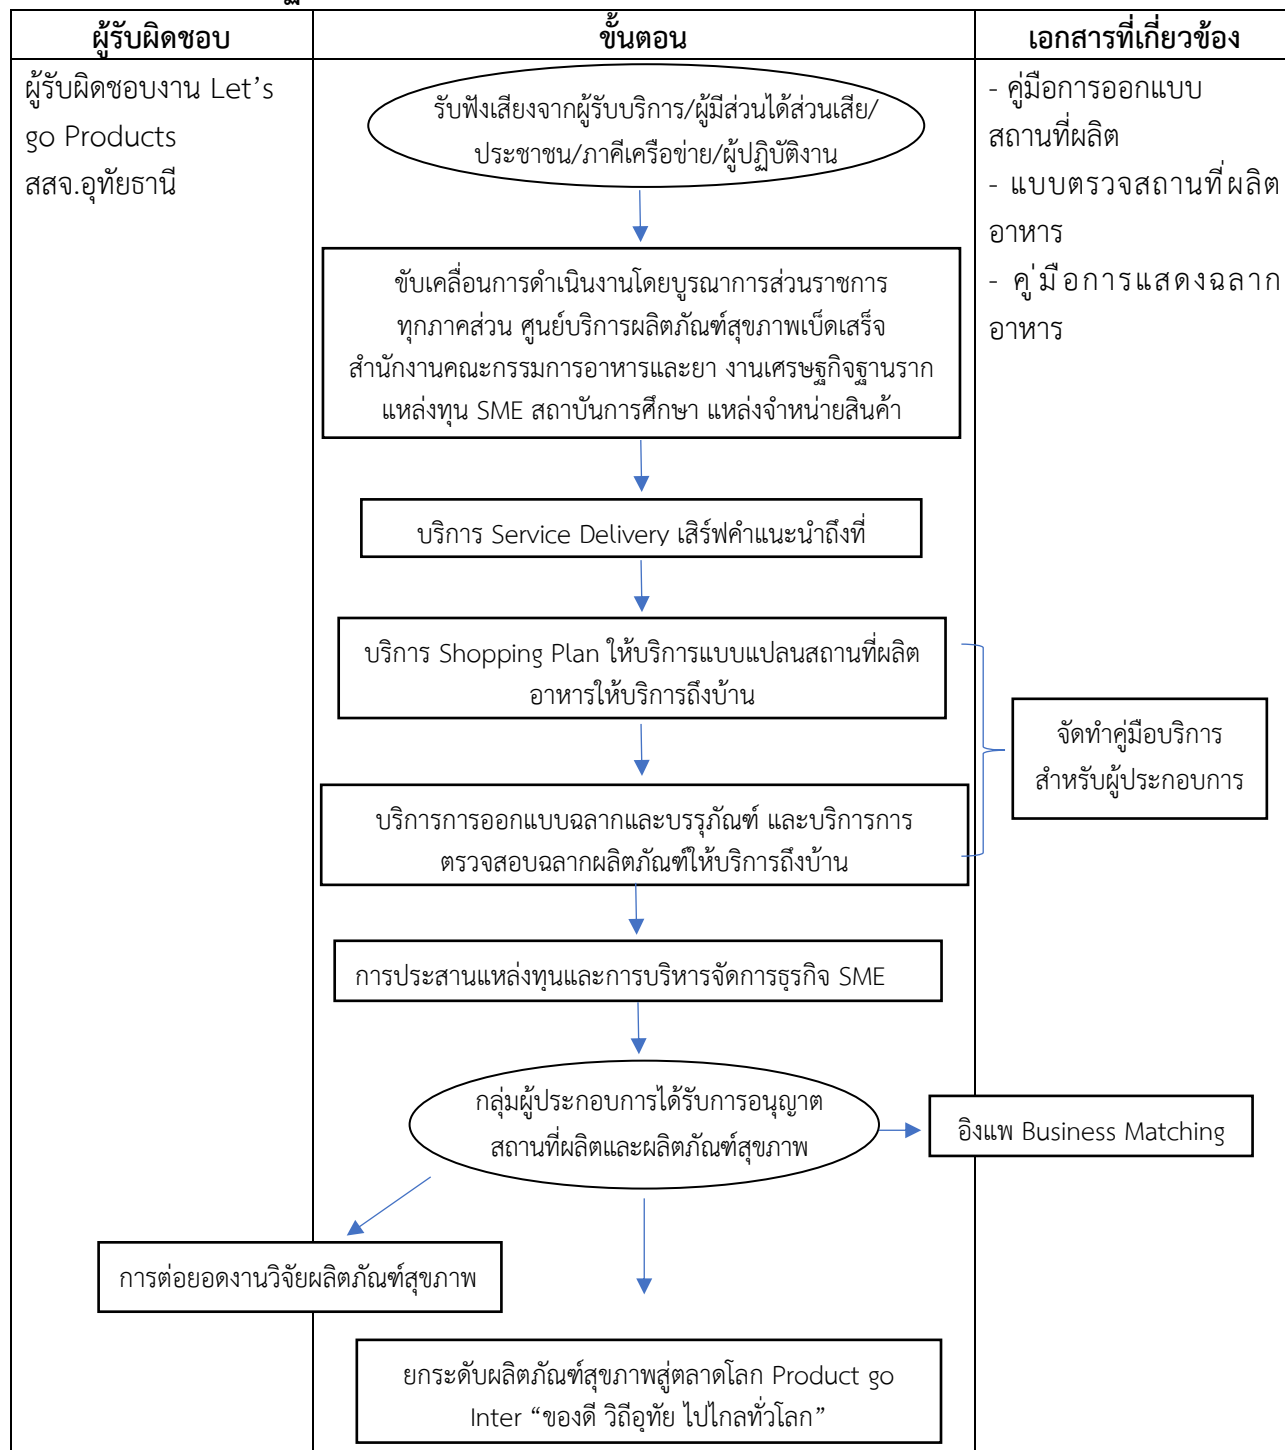 ผู้รับผิดชอบ
ขั้นตอน
เอกสารที่เกี่ยวข้อง
ผู้รับผิดชอบงาน Let’s
go Products
สสจ.อุทัยธานี
รับฟังเสียงจากผู้รับบริการ/ผู้มีส่วนได้ส่วนเสีย/
ประชาชน/ภาคีเครือข่าย/ผู้ปฏิบัติงาน
- คู่มือการออกแบบ
สถานที่ผลิต
- แบบตรวจสถานที่ผลิต
อาหาร
- คู่มือการแสดงฉลาก
อาหาร
ขับเคลื่อนการดำเนินงานโดยบูรณาการส่วนราชการ
ทุกภาคส่วน ศูนย์บริการผลิตภัณฑ์สุขภาพเบ็ดเสร็จ
สำนักงานคณะกรรมการอาหารและยา งานเศรษฐกิจฐานราก
แหล่งทุน SME สถาบันการศึกษา แหล่งจำหน่ายสินค้า
บริการ Service Delivery เสิร์ฟคำแนะนำถึงที่
บริการ Shopping Plan ให้บริการแบบแปลนสถานที่ผลิต
อาหารให้บริการถึงบ้าน
จัดทำคู่มือบริการ
สำหรับผู้ประกอบการ
บริการการออกแบบฉลากและบรรรุภัณฑ์ และบริการการ
ตรวจสอบฉลากผลิตภัณฑ์ให้บริการถึงบ้าน
การประสานแหล่งทุนและการบริหารจัดการธุรกิจ SME
กลุ่มผู้ประกอบการได้รับการอนุญาต
สถานที่ผลิตและผลิตภัณฑ์สุขภาพ
อิงแพ Business Matching
การต่อยอดงานวิจัยผลิตภัณฑ์สุขภาพ
ยกระดับผลิตภัณฑ์สุขภาพสู่ตลาดโลก Product go
Inter “ของดี วิถีอุทัย ไปไกลทั่วโลก”